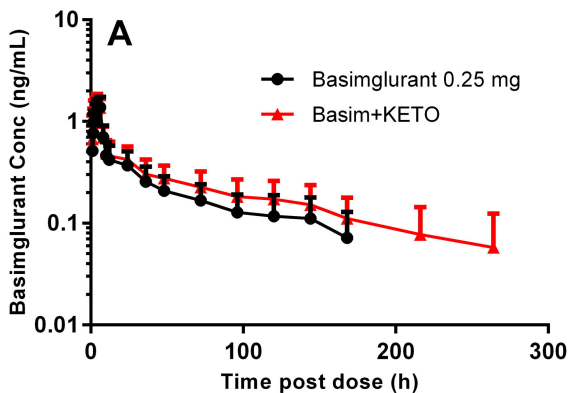 A
Basimglurant Conc (ng/mL)
10
1
0.1
0.01
Basimglurant 0.25 mg
Basim+KETO
0
100
200
300
Time post dose (h)